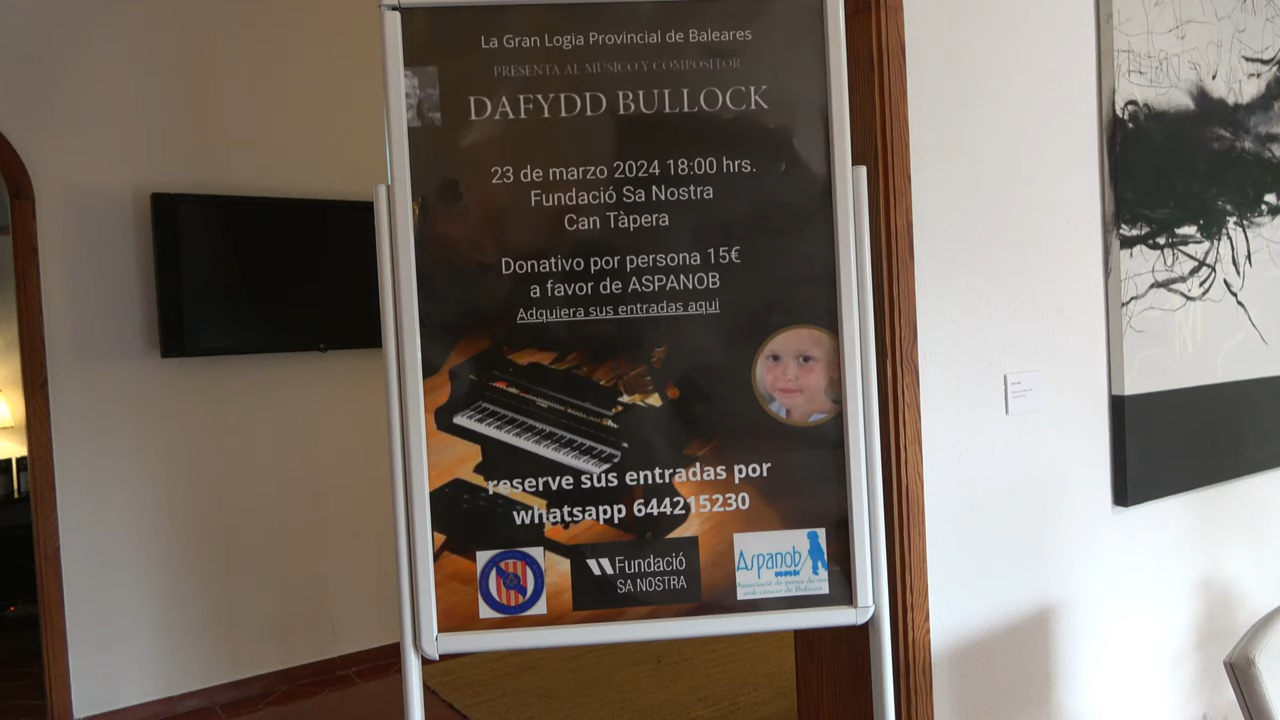 La Gran Logia Provincial de Baleares
PRESENTA AL MUSICO Y COMPOSITOR
DAFYDD BULLOCK
23 de marzo 2024 18:00 hrs.
Fundació Sa Nostra
Can Tàpera
Donativo por persona 15€
a favor de ASPANOB
Adquiera sus entradas aqui
reserve sus entradas por
whatsapp 644215230
Fundació
SA NOSTRA
Aspanob
Associació de pares de nens
amb càncer de Balears